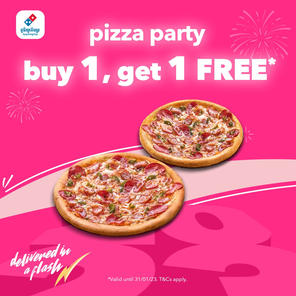 pizza party
buy 1, get 1 FREE*
delivered in
a flash
*Valid until 31/01/23. T&Cs apply.